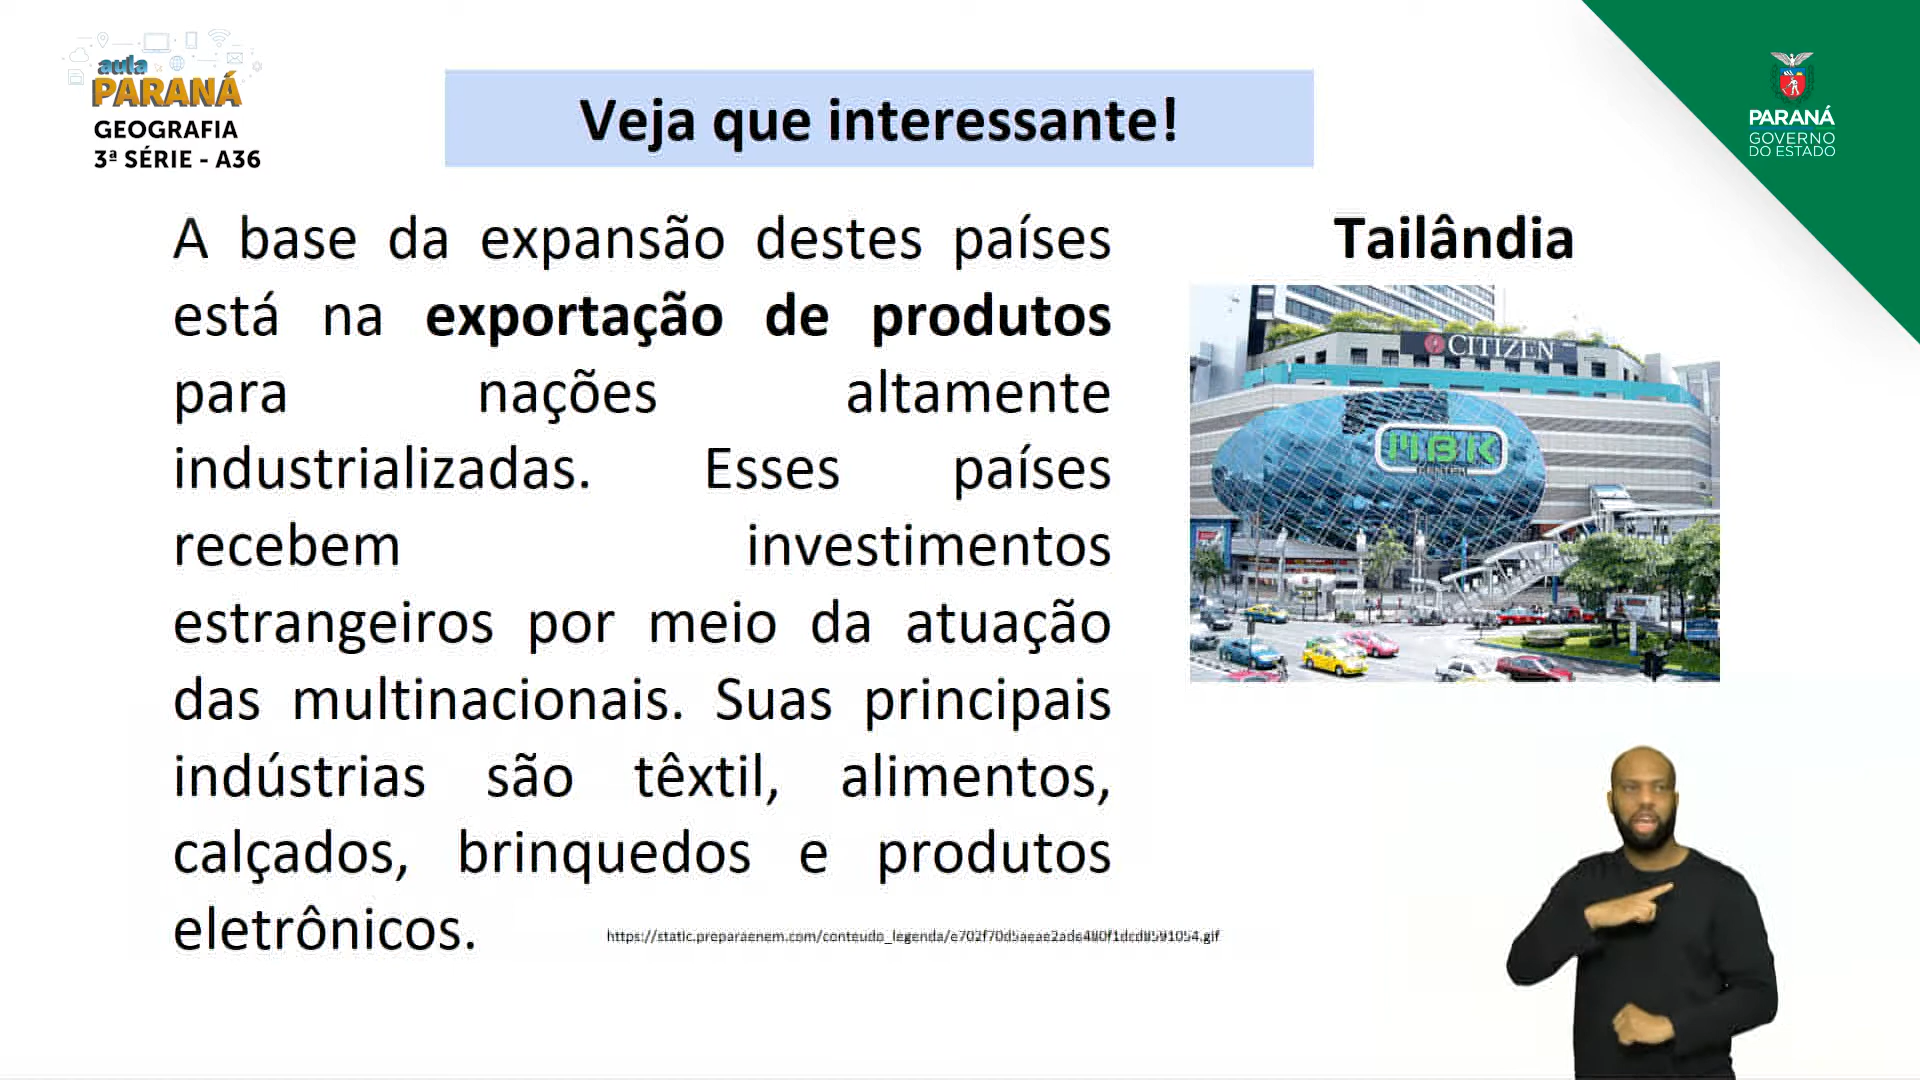 aula
PARANÁ
GEOGRAFIA
3ª SÉRIE - A36
Veja que interessante!
PARANÁ
GOVERNO
DO ESTADO
A base da expansão destes países
está na exportação de produtos
para nações altamente
industrializadas. Esses países
recebem investimentos
estrangeiros por meio da atuação
das multinacionais. Suas principais
indústrias são têxtil, alimentos,
calçados, brinquedos e produtos
eletrônicos.
Tailândia
CITIZEN
MBK
CENTER